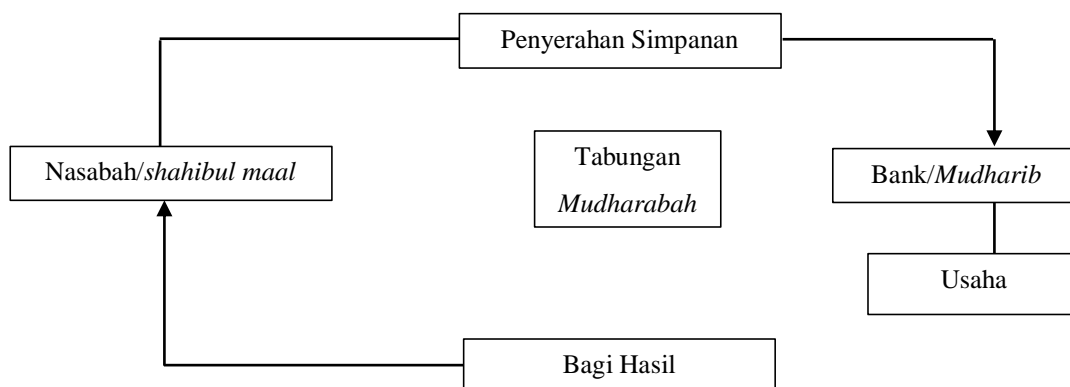 Penyerahan Simpanan
Nasabah/shahibul maal
Tabungan
Mudharabah
Bank/Mudharib
Usaha
Bagi Hasil